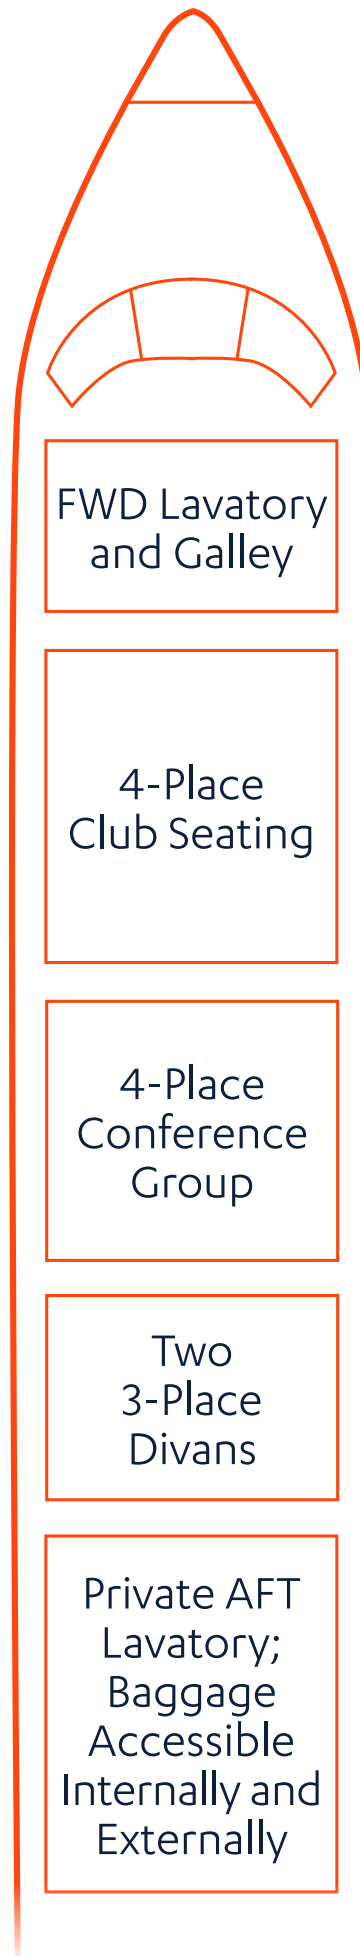 FWD Lavatory
and Galley
4-Place
Club Seating
4-Place
Conference
Group
Two
3-Place
Divans
Private AFT
Lavatory;
Baggage
Accessible
Internally and
Externally